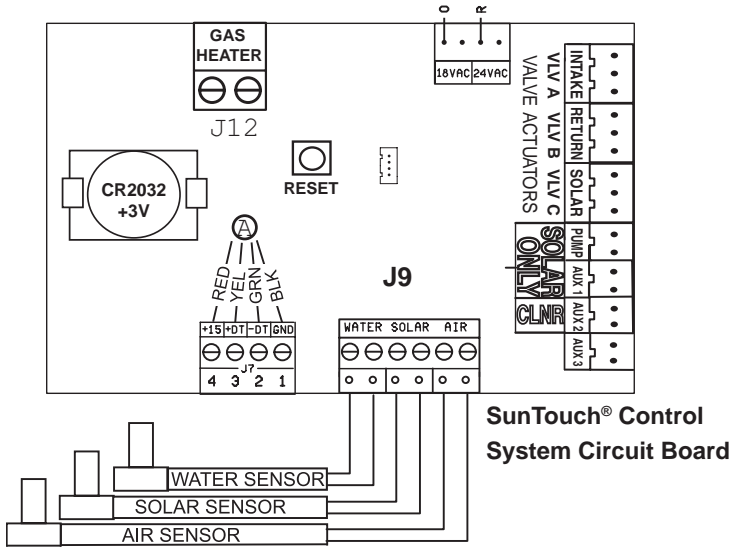 O R
GAS
HEATER
J12
18VAC 24VAC
VALVE ACTUATORS
VLV A VLV B VLV C
INTAKE
RETURN
SOLAR
PUMP
AUX 1
AUX 2
AUX 3
SOLAR
ONLY
CLNR
RESET
CR2032
+3V
A
RED
YEL
GRN
BLK
J9
+15 +DT -DT GND
J7
4 3 2 1
WATER SOLAR AIR
SunTouch® Control
System Circuit Board
WATER SENSOR
SOLAR SENSOR
AIR SENSOR